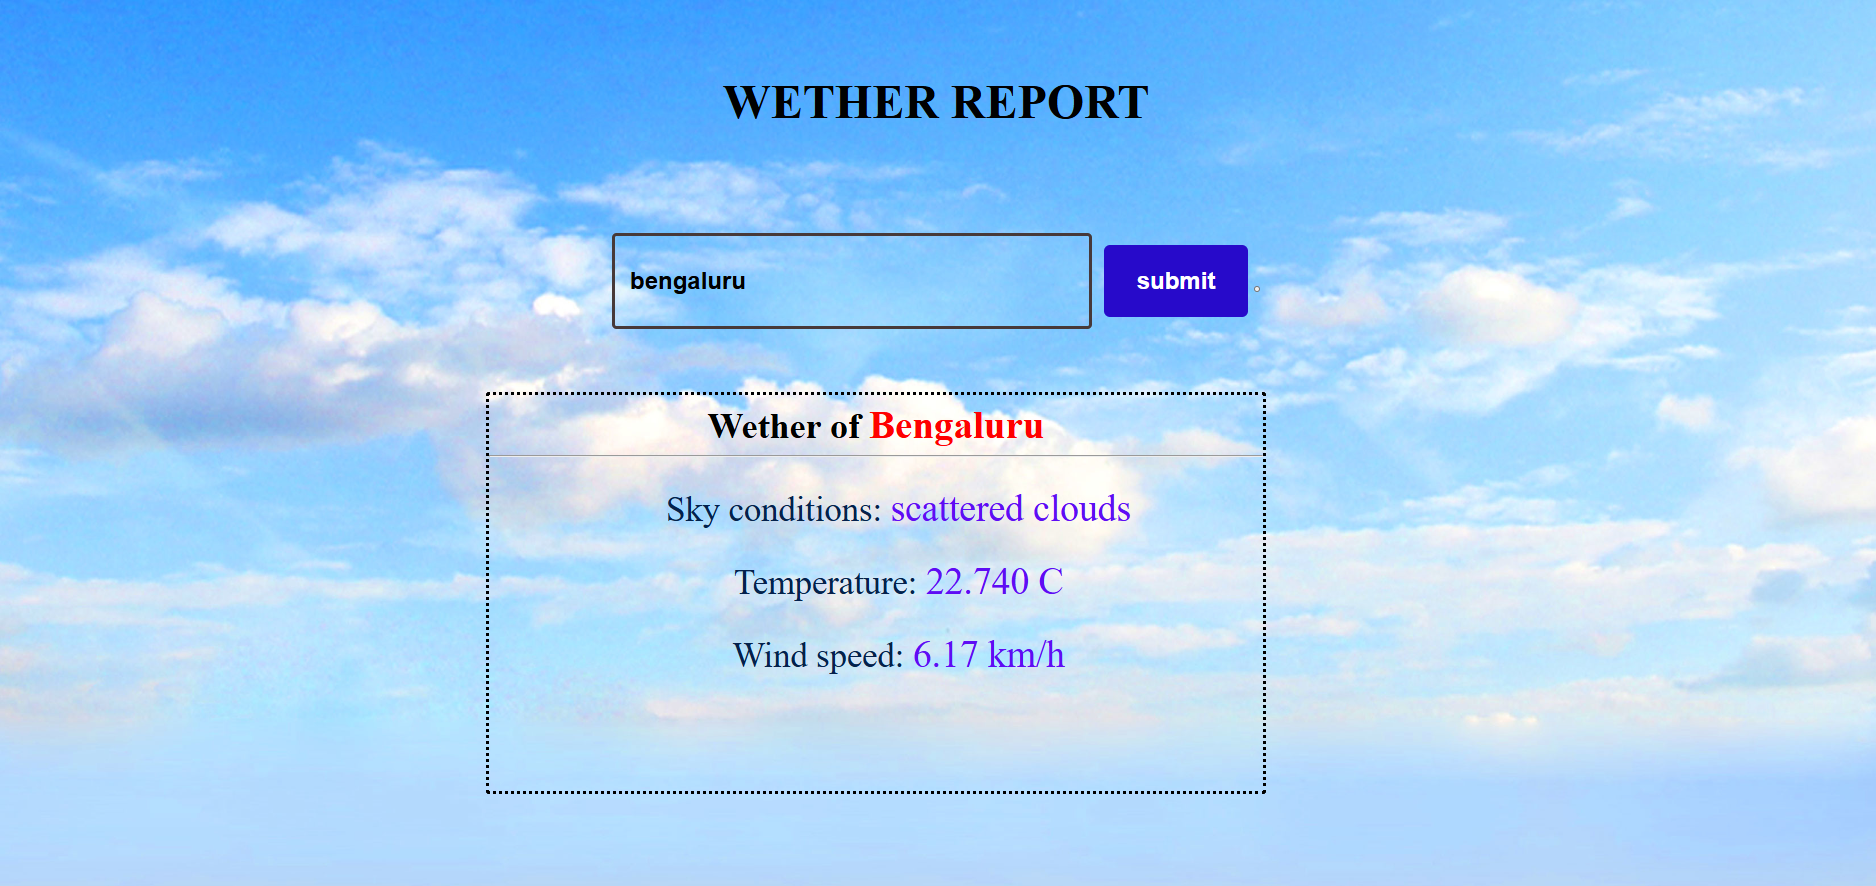 WETHER REPORT
bengaluru submit
Wether of Bengaluru
Sky conditions: scattered clouds
Temperature: 22.740 C
Wind speed: 6.17 km/h